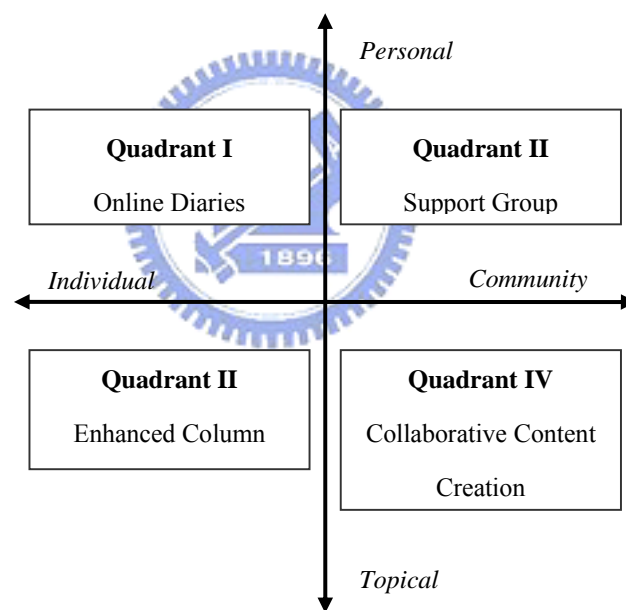 Personal
Quadrant I
Online Diaries
Quadrant II
Support Group
1896
Individual
Community
Quadrant II
Enhanced Column
Quadrant IV
Collaborative Content
Creation
Topical